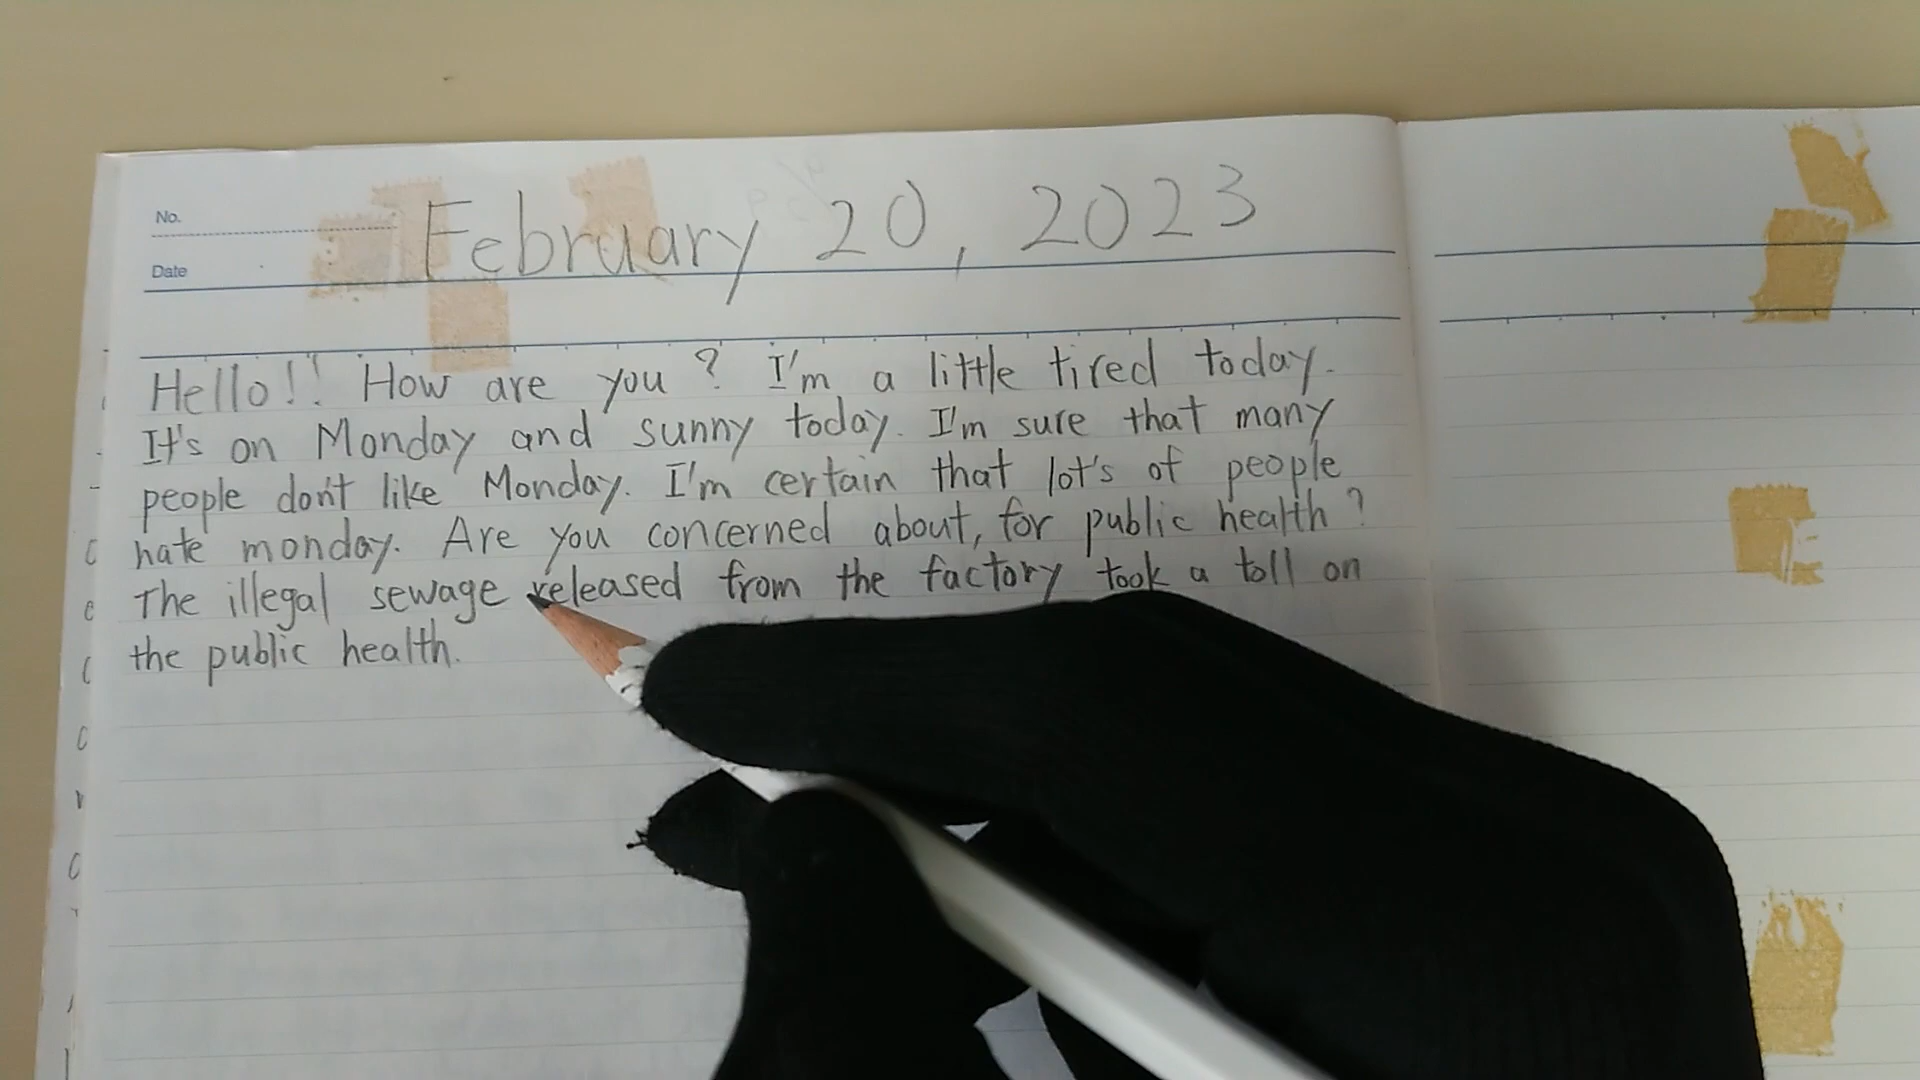 No.
Date
February 20, 2023
Hello!! How are you? I'm a little tired today.
It's on Monday and sunny today. I'm sure that many
people don't like Monday. I'm certain that lot's of people
hate monday. Are you concerned about, for public health?
The illegal sewage released from the factory took a toll on
the public health.